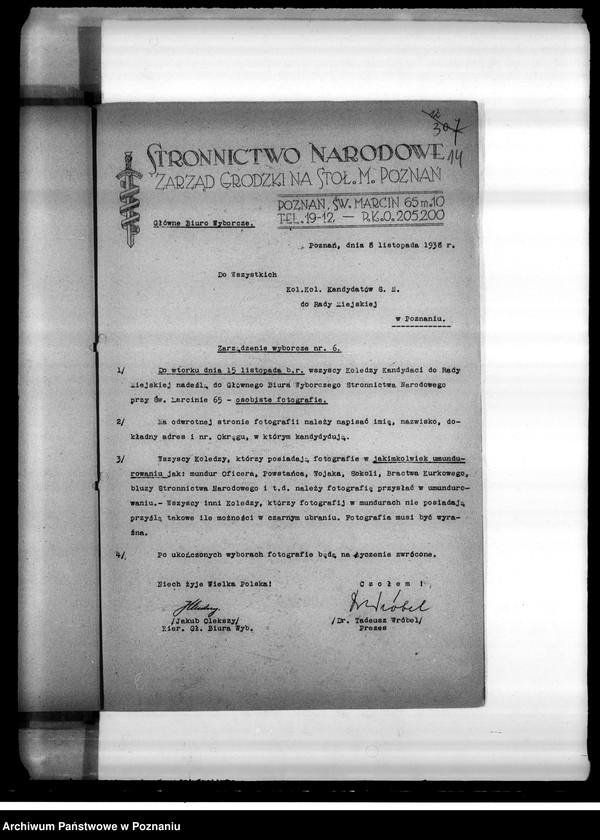 307
14
STRONNICTWO NARODOWE
ZARZĄD GRODZKI NA STOŁ. M. POZNAŃ
POZNAŃ, ŚW. MARCIN 65 m. 10
TEL. 19-12 — P.K.O. 205200
Główne Biuro Wyborcze.
Poznań, dnia 8 listopada 1938 r.
Do Wszystkich
Kol.Kol. Kandydatów S. N.
do Rady Miejskiej
w Poznaniu.
Zarządzenie wyborcze nr. 6.
1/ Do wtorku dnia 15 listopada b.r. wszyscy Koledzy Kandydaci do Rady
Miejskiej nadeślą do Głównego Biura Wyborczego Stronnictwa Narodowego
przy Św. Marcinie 65 - osobiste fotografie.
2/ Na odwrotnej stronie fotografii należy napisać imię, nazwisko, do-
kładny adres i nr. Okręgu, w którym kandydydują.
3/ Wszyscy Koledzy, którzy posiadają fotografie w jakimkolwiek umundu-
rowaniu jak: mundur Oficera, Powstańca, Wojaka, Sokoli, Bractwa Kurkowego,
bluzy Stronnictwa Narodowego i t.d. należy fotografię przysłać w umunduro-
waniu.- Wszyscy inni Koledzy, którzy fotografij w mundurach nie posiadają
przyślą takowe ile możności w czarnym ubraniu. Fotografia musi być wyra-
źna.
4/ Po ukończonych wyborach fotografie będą na życzenie zwrócone.
Niech żyje Wielka Polska! C z o ł e m !
DrWróbel
/Jakub Olekszy/ /Dr. Tadeusz Wróbel/
Kier. Gł. Biura Wyb. Prezes
Archiwum Państwowe w Poznaniu